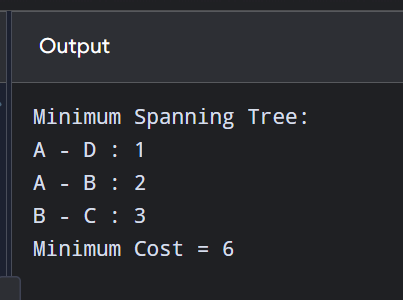 Output
Minimum Spanning Tree:
A - D : 1
A - B : 2
B - C : 3
Minimum Cost = 6